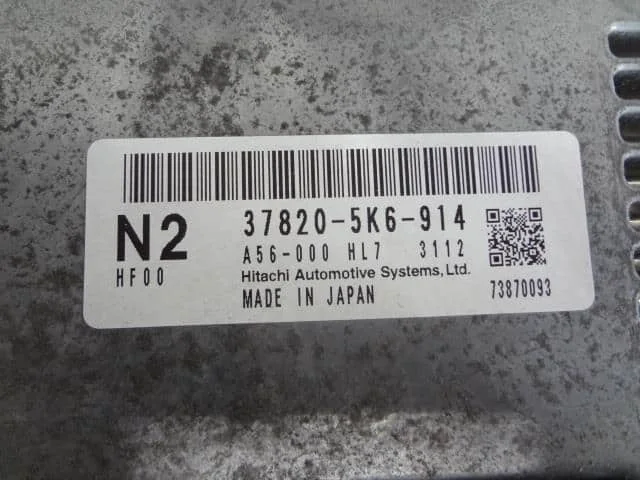 N2
HF00
37820-5K6-914
A56-000 HL7 3112
Hitachi Automotive Systems, Ltd.
MADE IN JAPAN
73870093